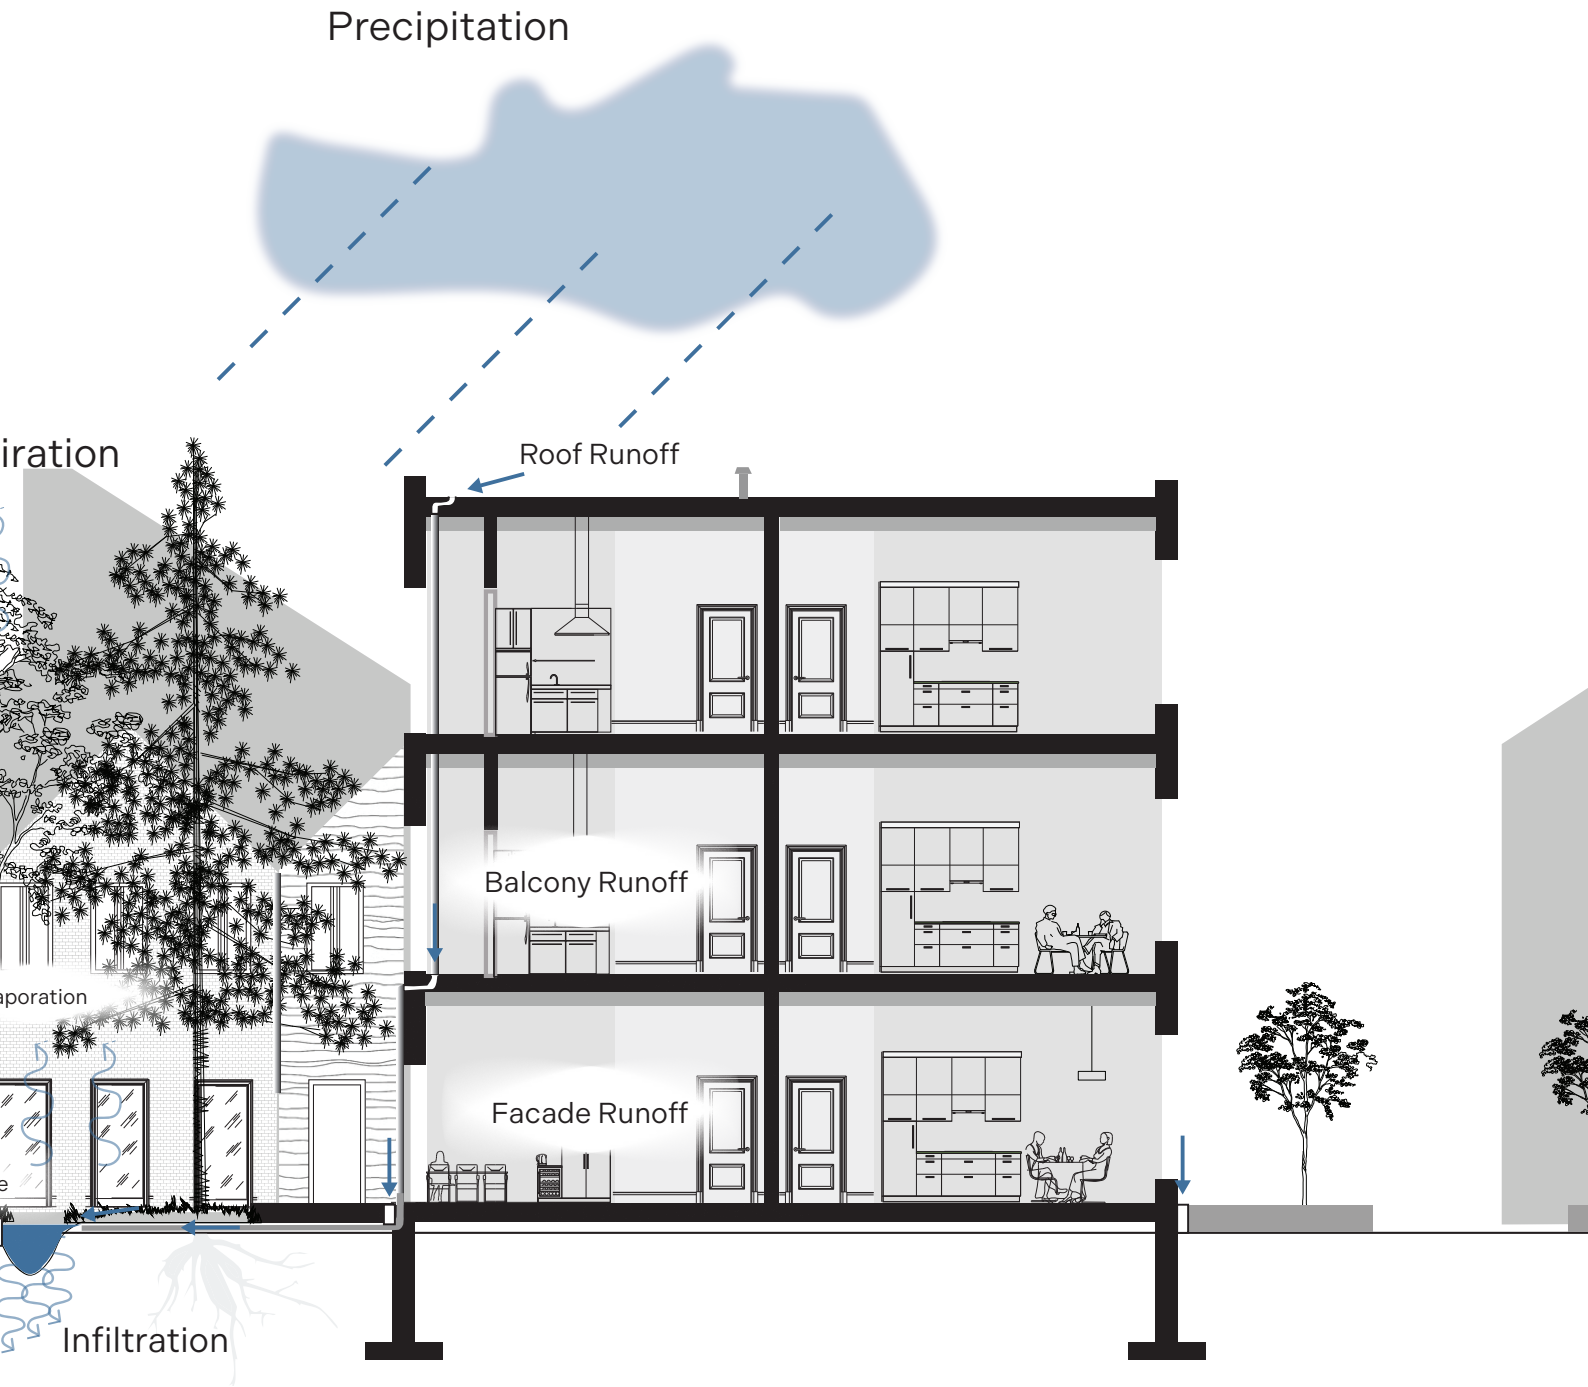 Precipitation
iration
Roof Runoff
Balcony Runoff
aporation
Facade Runoff
e
Infiltration